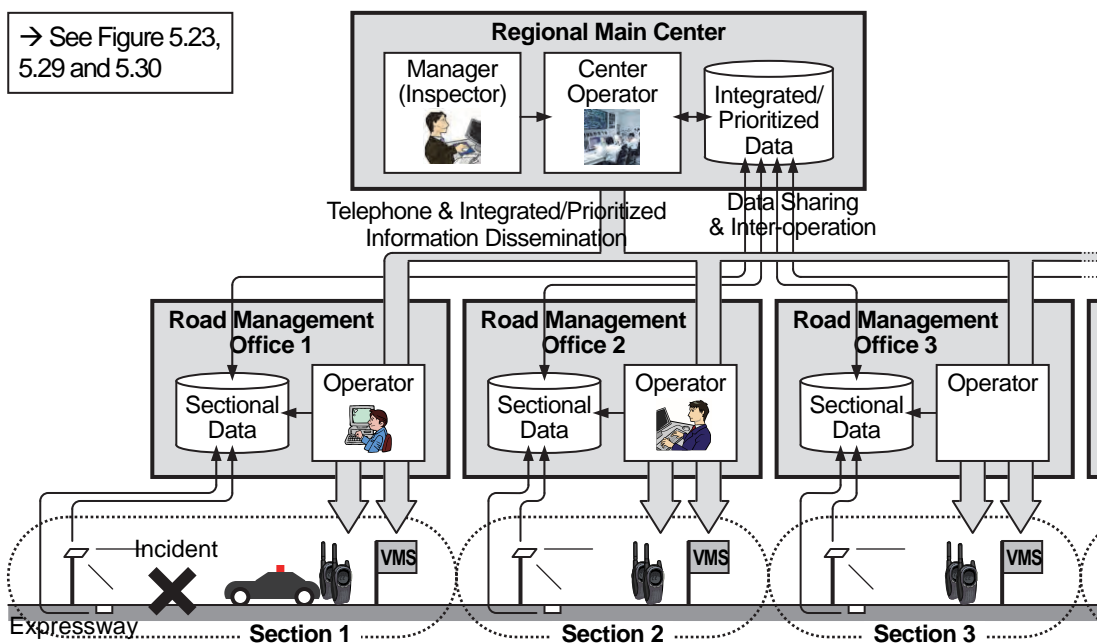 → See Figure 5.23,
5.29 and 5.30
Regional Main Center
Manager
(Inspector)
Center
Operator
Integrated/
Prioritized
Data
Telephone & Integrated/Prioritized
Information Dissemination
Data Sharing
& Inter-operation
Road Management
Office 1
Sectional
Data
Operator
Road Management
Office 2
Sectional
Data
Operator
Road Management
Office 3
Sectional
Data
Operator
Incident
VMS
VMS
VMS
Expressway
Section 1
Section 2
Section 3